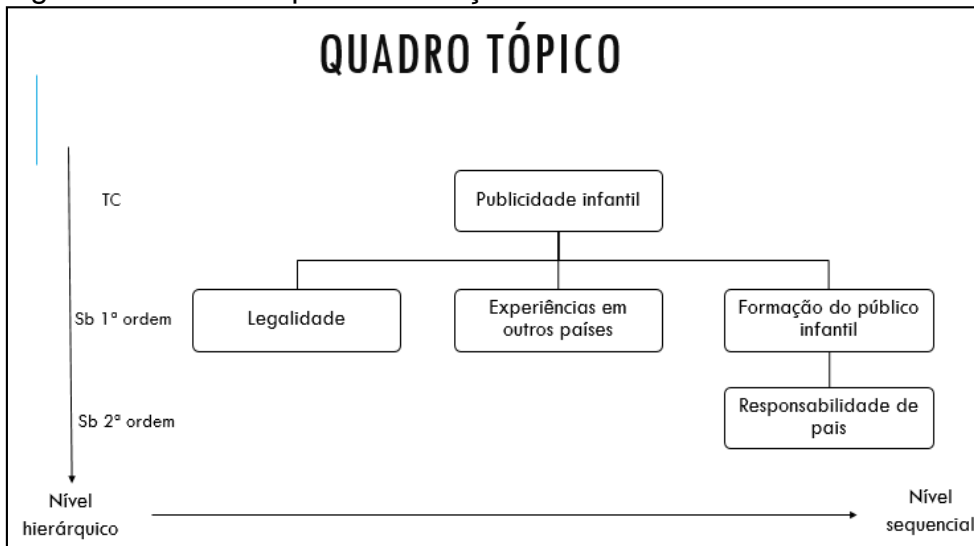 QUADRO TÓPICO
TC
Publicidade infantil
Sb 1ª ordem
Legalidade
Experiências em
outros países
Formação do público
infantil
Sb 2ª ordem
Responsabilidade de
pais
Nível
hierárquico
Nível
sequencial